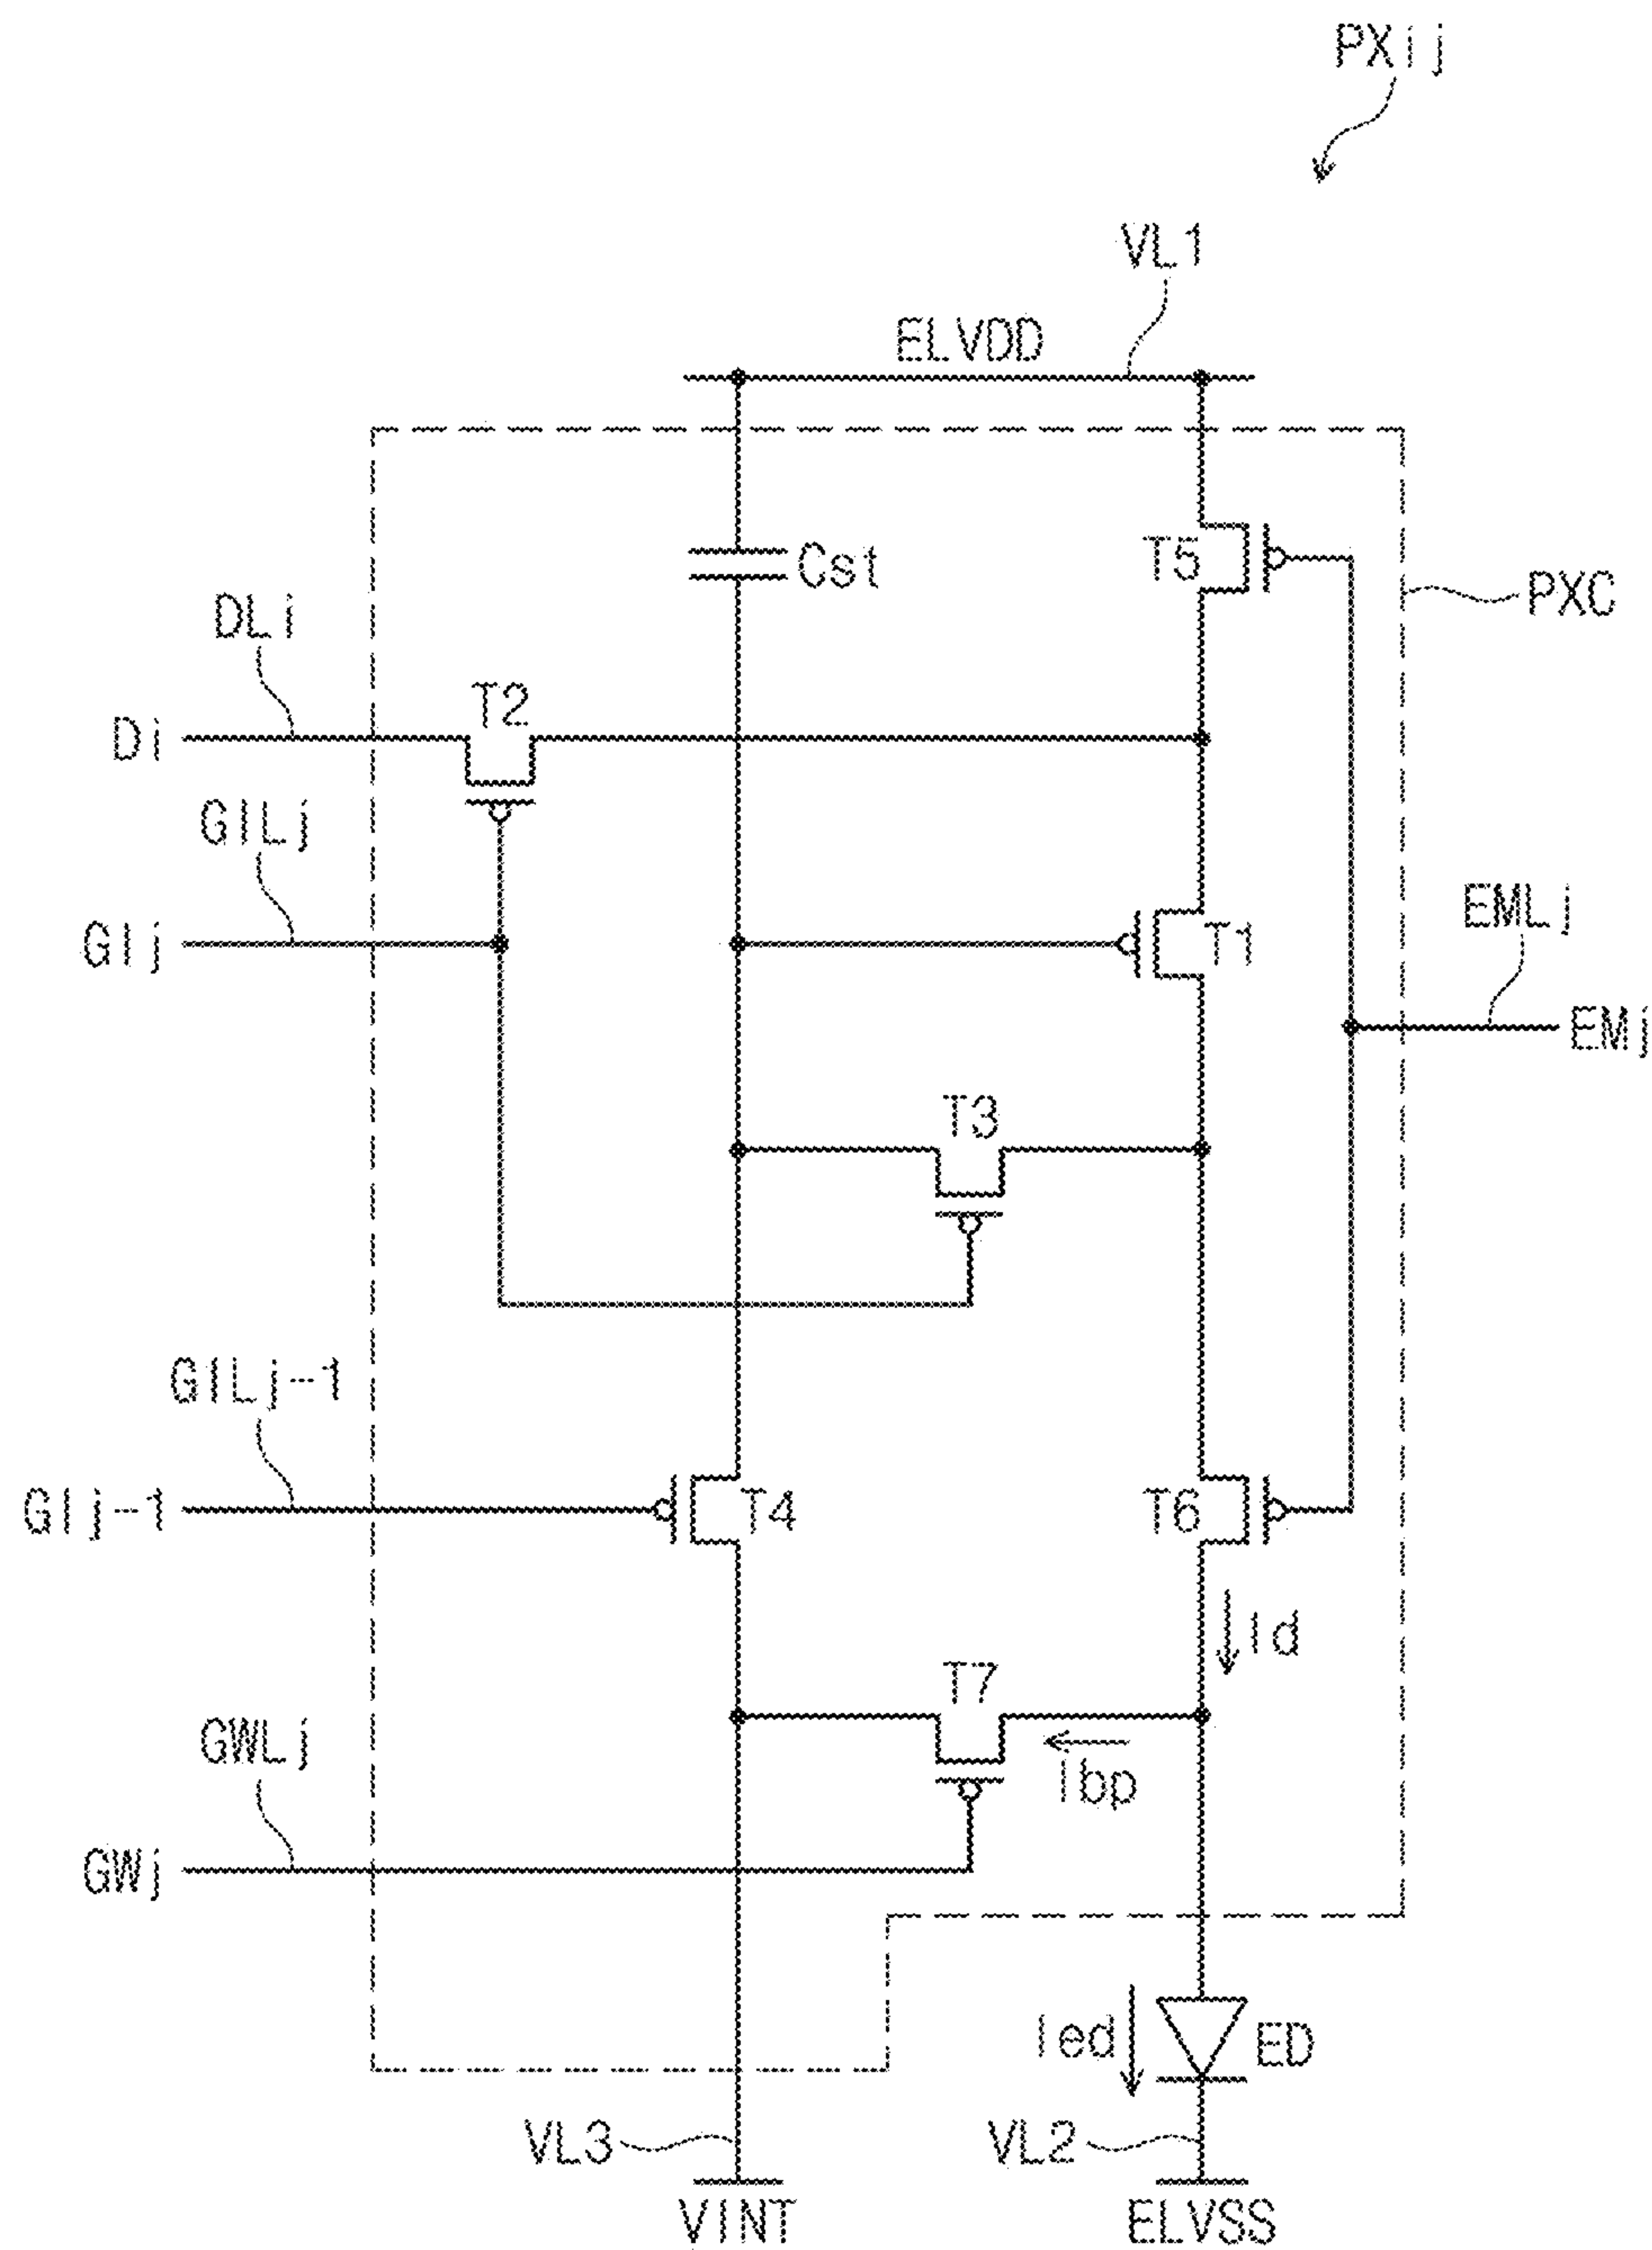 PXij
VL1
ELVDD
Cst
T5
PXC
DLi
T2
Di
GILj
GIj
T1
EMLj
EMj
T3
GILj-1
GIj-1
T4
T6
Id
T7
Ibp
GWLj
GWj
Ied
ED
VL3
VL2
VINT
ELVSS